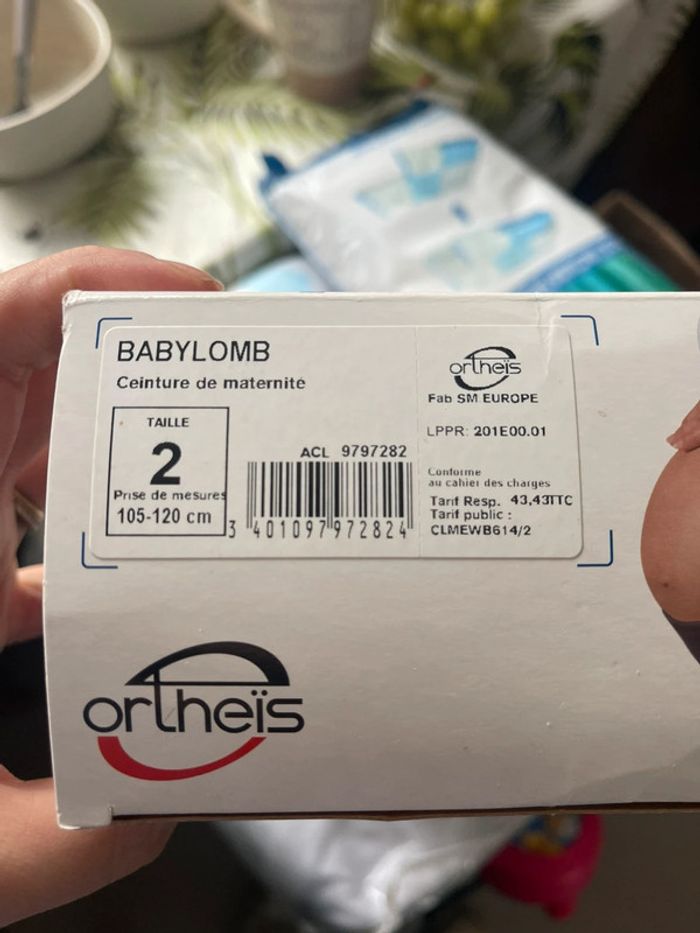 BABYLOMB
Ceinture de maternité
TAILLE
2
Prise de mesures
105-120 cm
ACL 9797282
3 401097 972824
ortheïs
Fab SM EUROPE
LPPR: 201E00.01
Conforme
au cahier des charges
Tarif Resp. 43,43TTC
Tarif public :
CLMEWB614/2
ortheïs